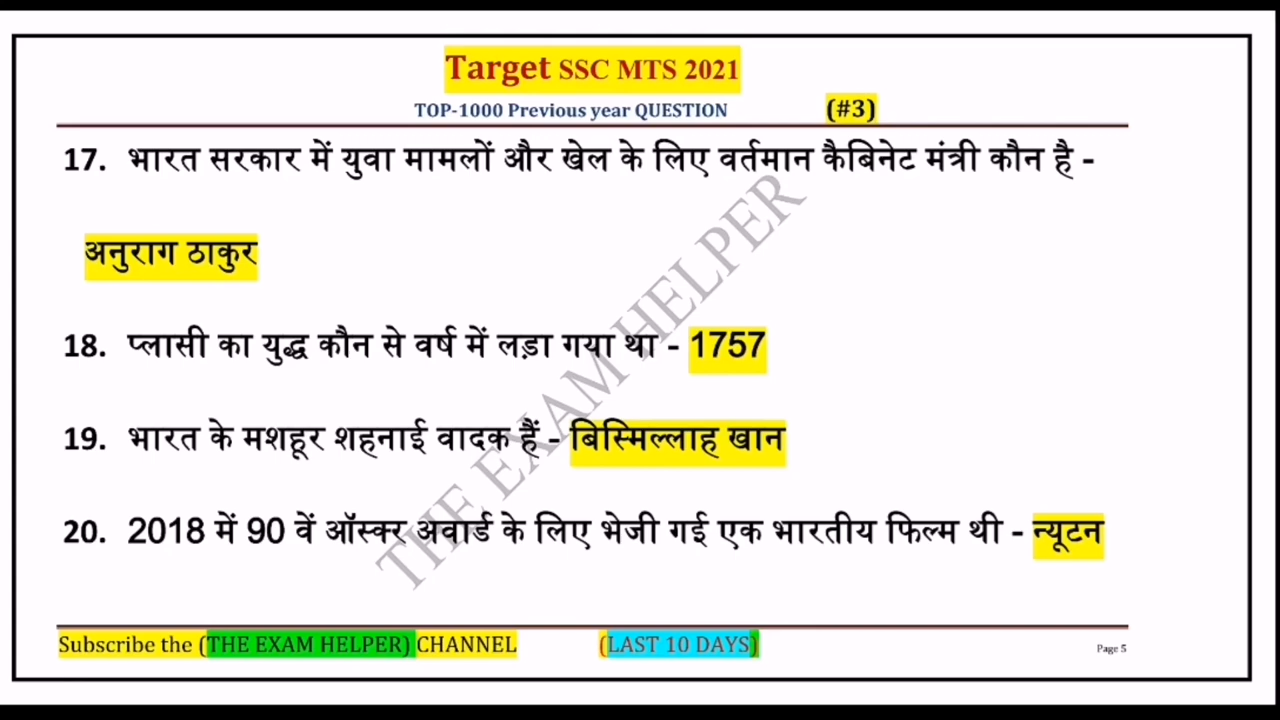 Target SSC MTS 2021
TOP-1000 Previous year QUESTION (#3)
17. भारत सरकार में युवा मामलों और खेल के लिए वर्तमान कैबिनेट मंत्री कौन है -
अनुराग ठाकुर
18. प्लासी का युद्ध कौन से वर्ष में लड़ा गया था - 1757
19. भारत के मशहूर शहनाई वादक हैं - बिस्मिल्लाह खान
20. 2018 में 90 वें ऑस्कर अवार्ड के लिए भेजी गई एक भारतीय फिल्म थी - न्यूटन
THE EXAM HELPER
Subscribe the (THE EXAM HELPER) CHANNEL (LAST 10 DAYS) Page 5